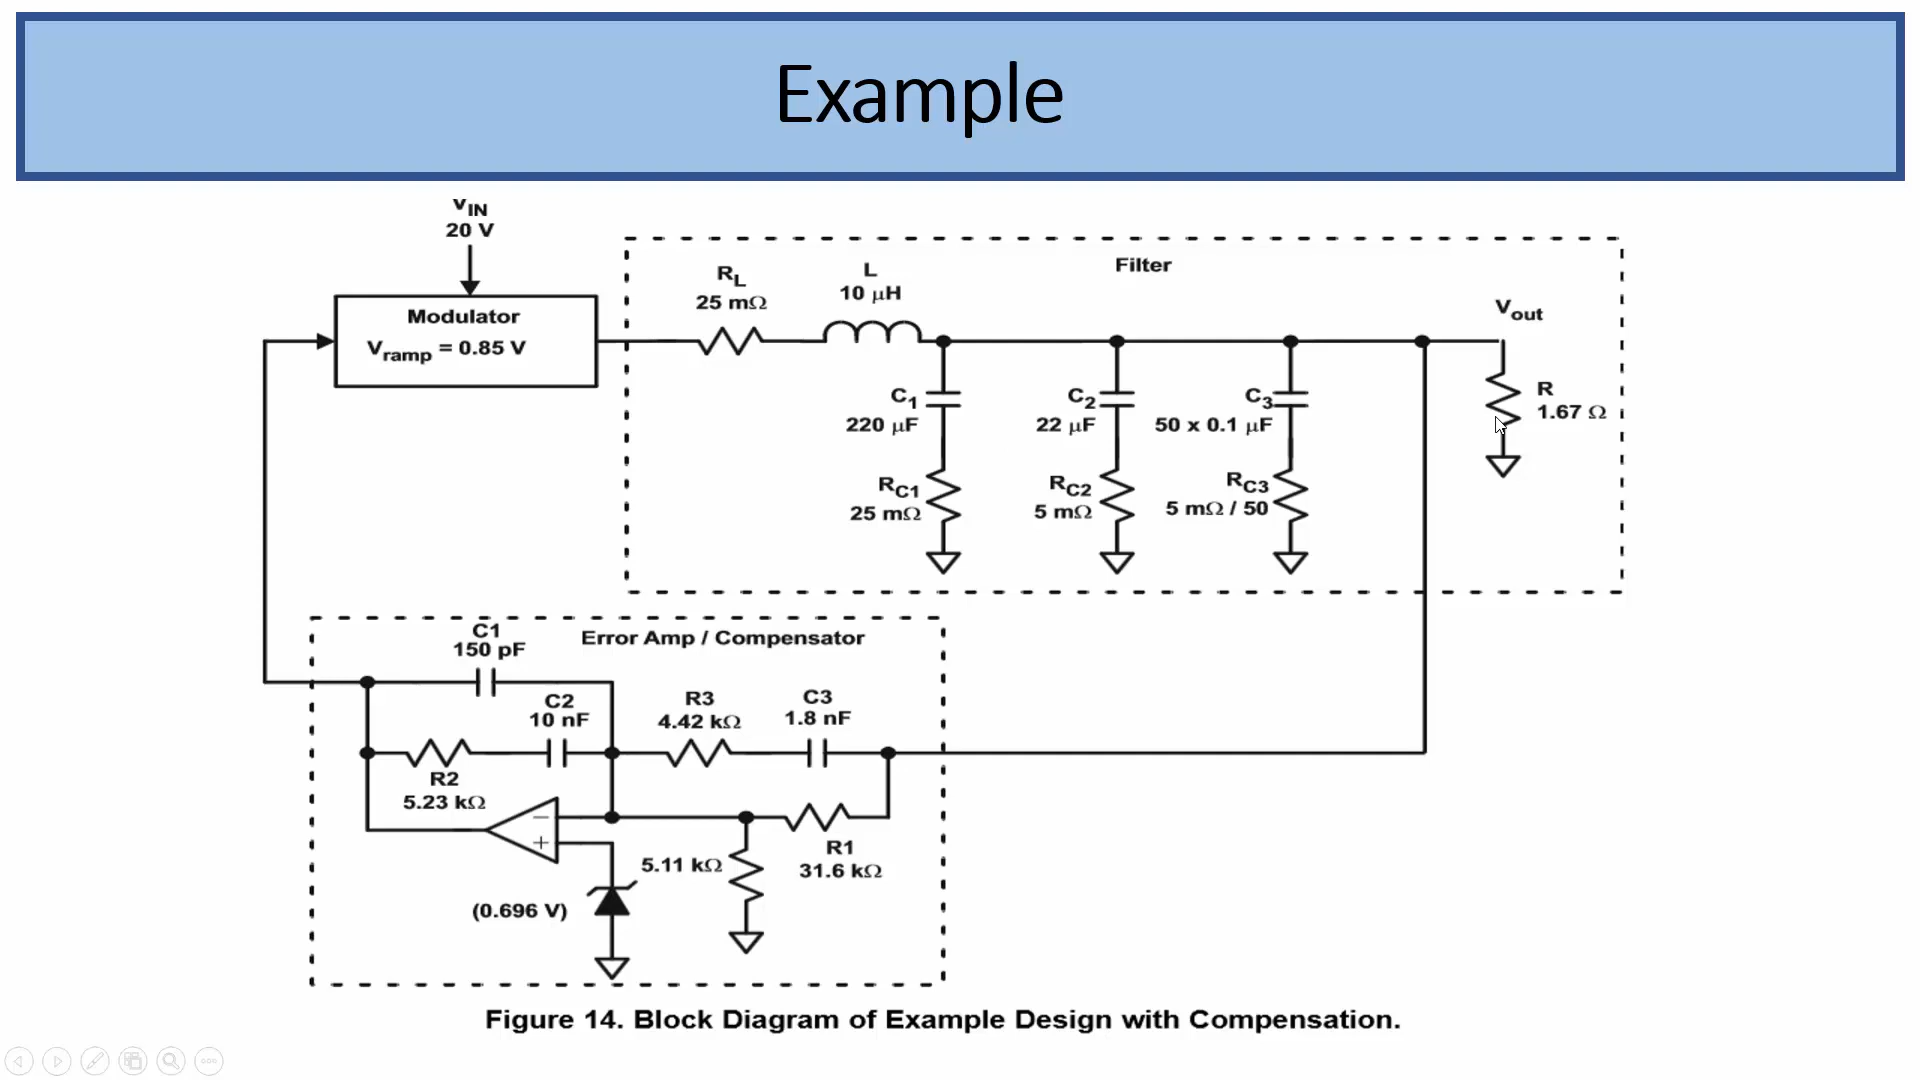 Example
VIN
20 V
Modulator
Vramp = 0.85 V
Filter
RL
25 mΩ
L
10 μH
Vout
R
1.67 Ω
C1
220 μF
C2
22 μF
C3
50 x 0.1 μF
RC1
25 mΩ
RC2
5 mΩ
RC3
5 mΩ / 50
Error Amp / Compensator
C1
150 pF
C2
10 nF
R3
4.42 kΩ
C3
1.8 nF
R2
5.23 kΩ
−
+
5.11 kΩ
R1
31.6 kΩ
(0.696 V)
Figure 14. Block Diagram of Example Design with Compensation.